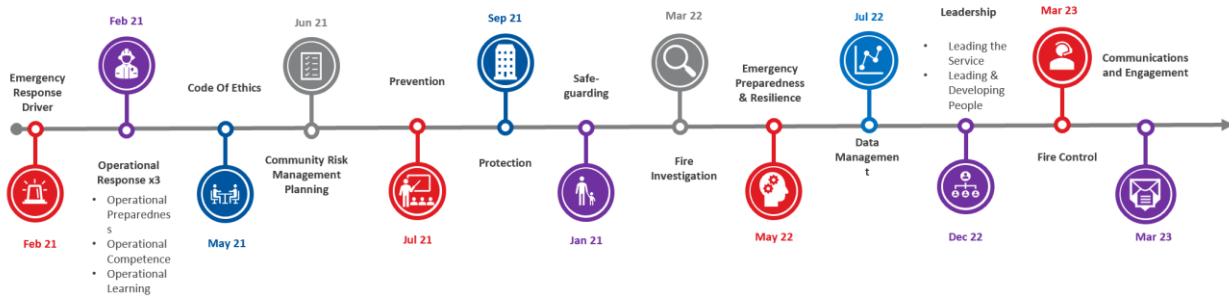 Emergency
Response
Driver
Feb 21
Feb 21
Operational
Response x3
• Operational
Preparednes
s
• Operational
Competence
• Operational
Learning
Code Of Ethics
May 21
Jun 21
Community Risk
Management
Planning
Prevention
Jul 21
Sep 21
Protection
Safe-
guarding
Jan 21
Mar 22
Fire
Investigation
Emergency
Preparedness
& Resilience
May 22
Jul 22
Data
Managemen
t
Leadership
• Leading the
Service
• Leading &
Developing
People
Dec 22
Mar 23
Fire Control
Communications
and Engagement
Mar 23